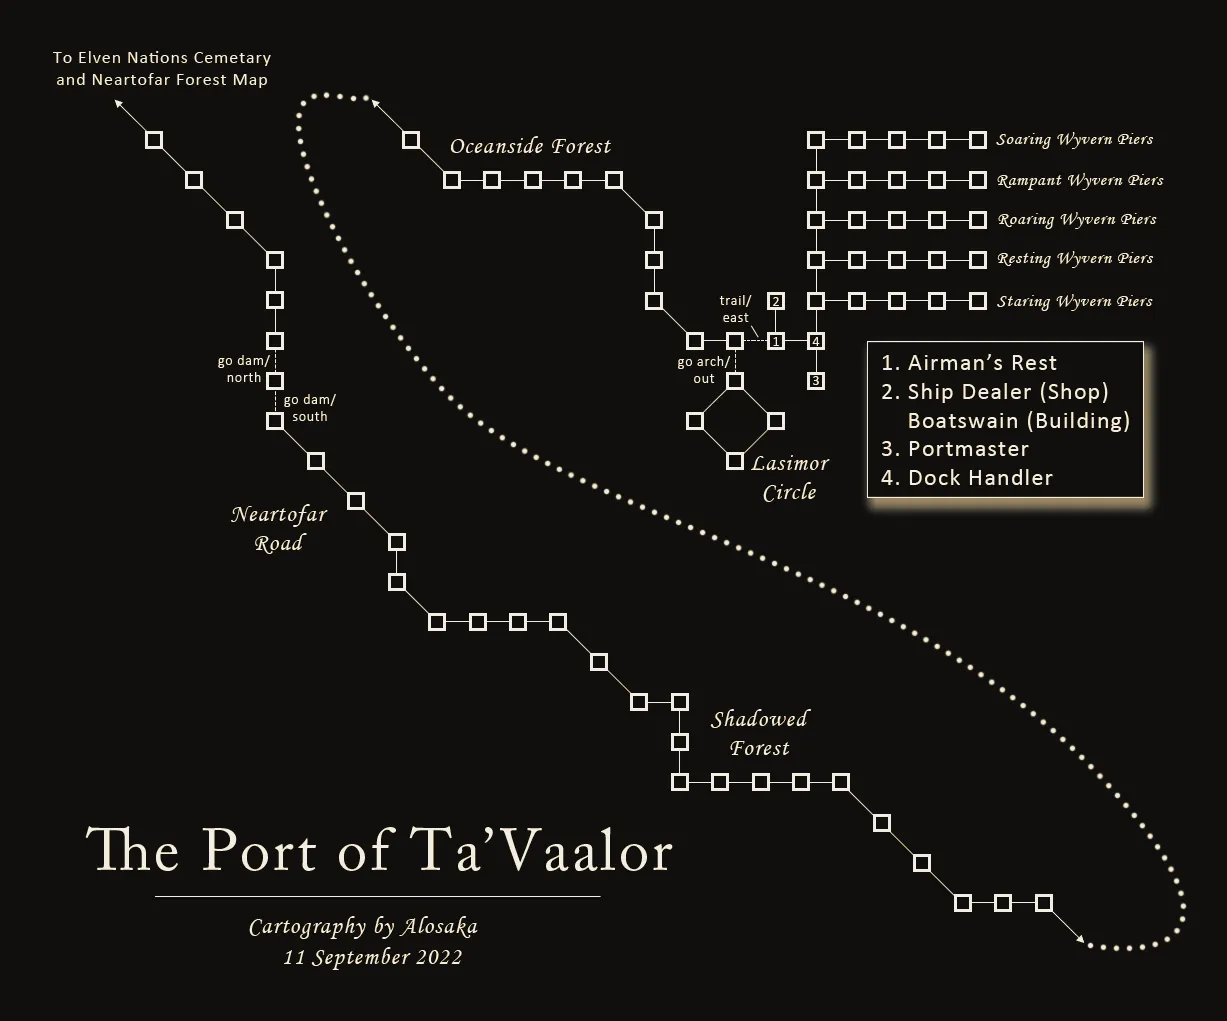 To Elven Nations Cemetary
and Neartofar Forest Map
Oceanside Forest
Soaring Wyvern Piers
Rampant Wyvern Piers
Roaring Wyvern Piers
Resting Wyvern Piers
Staring Wyvern Piers
trail/
east
2
1
4
3
go arch/
out
go dam/
north
go dam/
south
1. Airman's Rest
2. Ship Dealer (Shop)
Boatswain (Building)
3. Portmaster
4. Dock Handler
Lasimor
Circle
Neartofar
Road
Shadowed
Forest
The Port of Ta'Vaalor
Cartography by Alosaka
11 September 2022